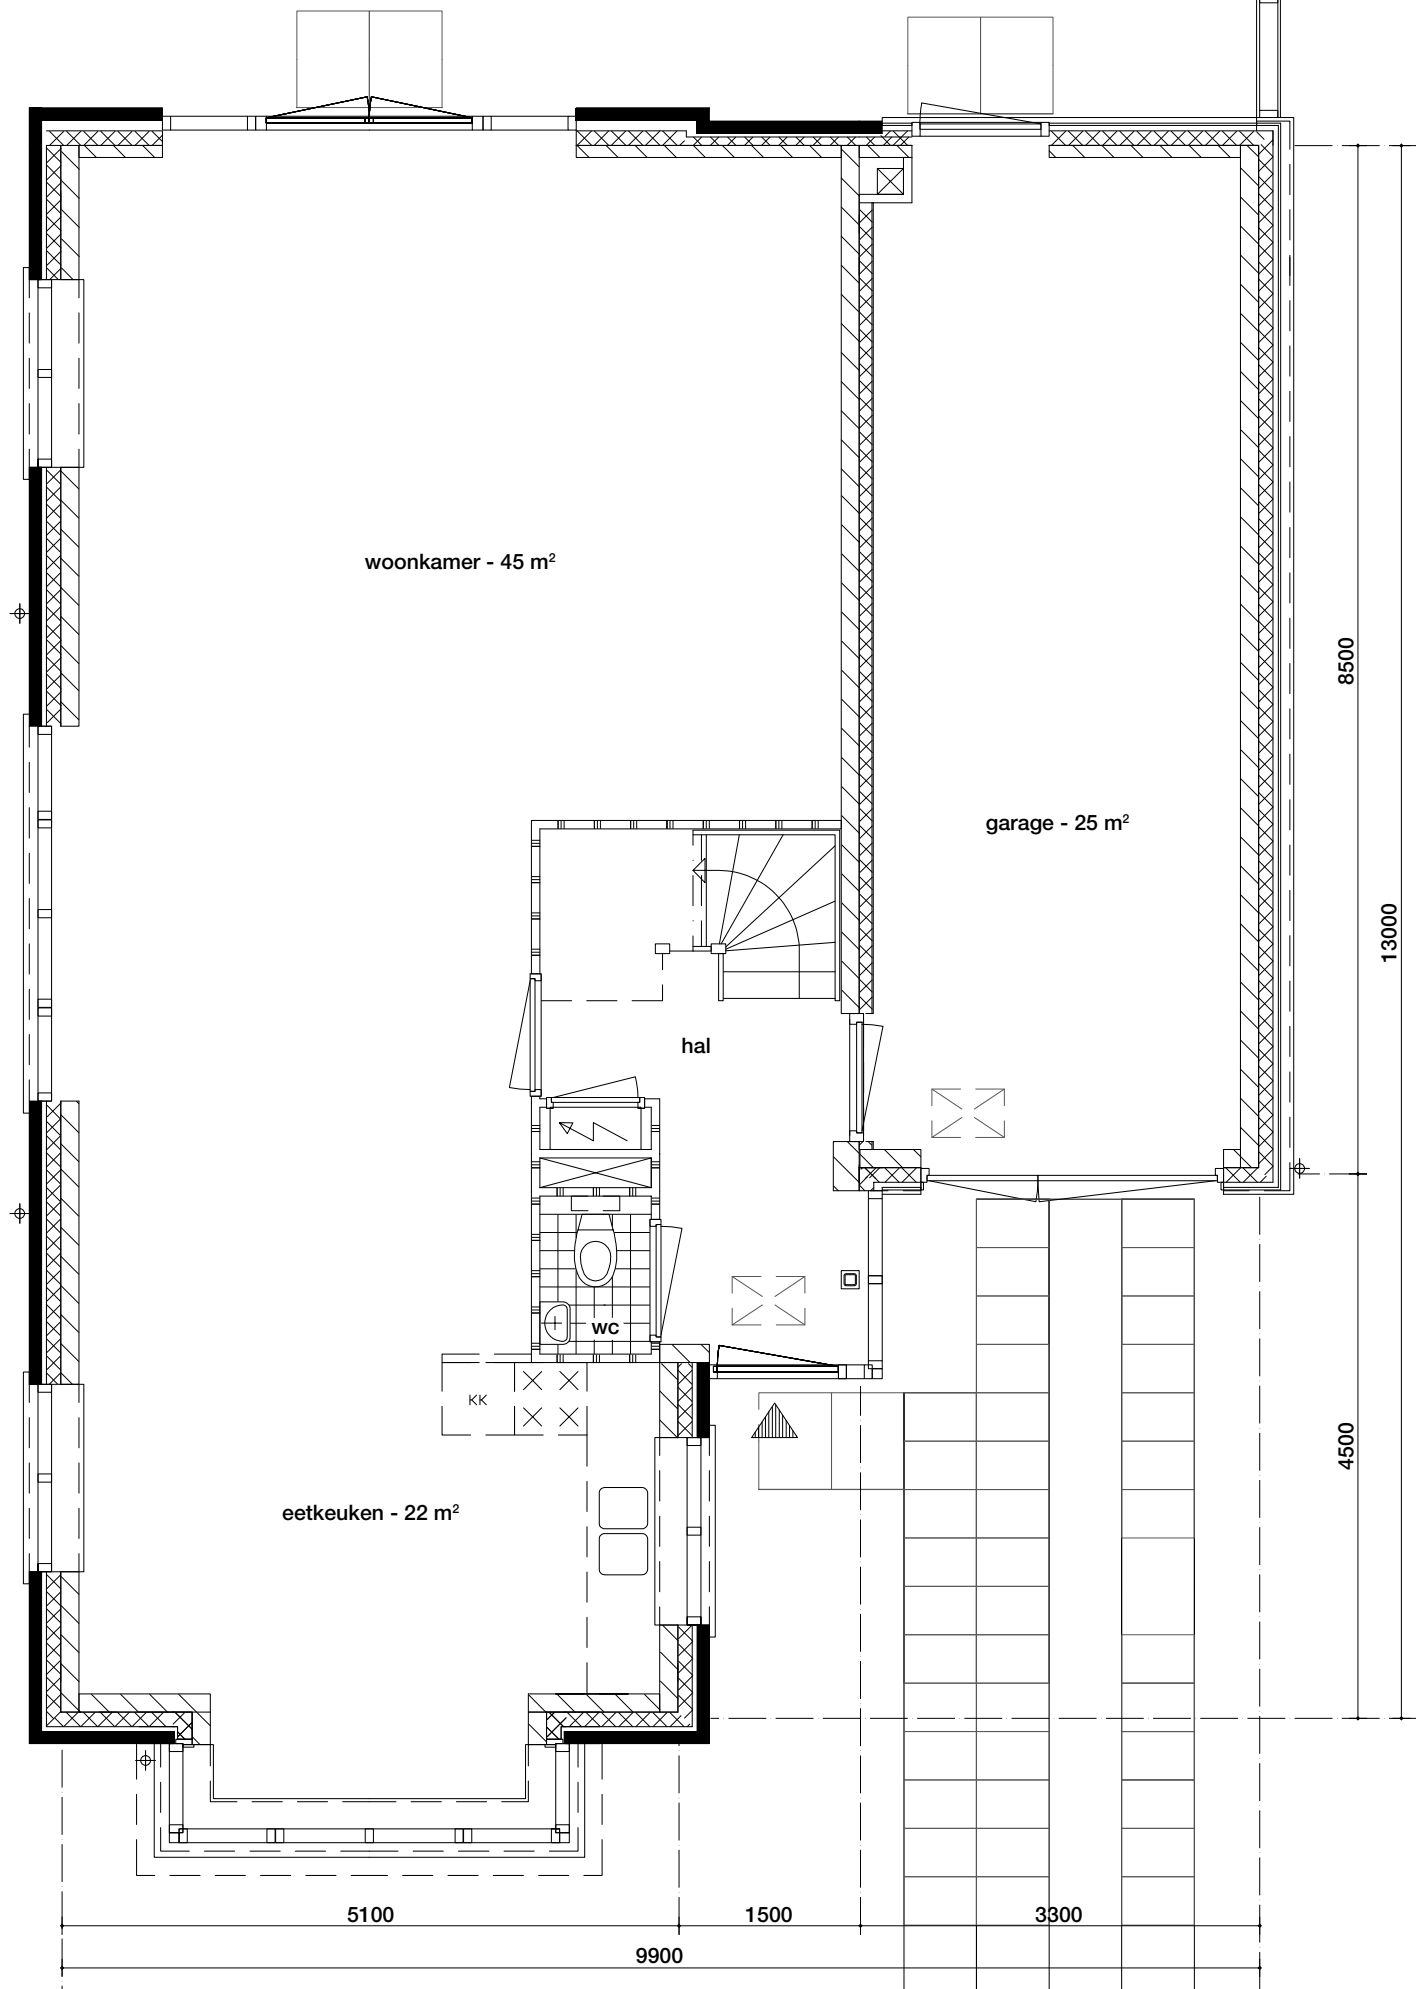 woonkamer - 45 m²
8500
garage - 25 m²
13000
hal
wc
KK
4500
eetkeuken - 22 m²
5100
1500
3300
9900